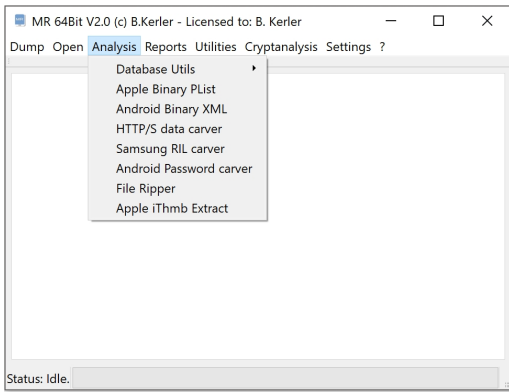 MR 64Bit V2.0 (c) B.Kerler - Licensed to: B. Kerler
Dump Open Analysis Reports Utilities Cryptanalysis Settings ?
Database Utils
Apple Binary PList
Android Binary XML
HTTP/S data carver
Samsung RIL carver
Android Password carver
File Ripper
Apple iThmb Extract
Status: Idle.